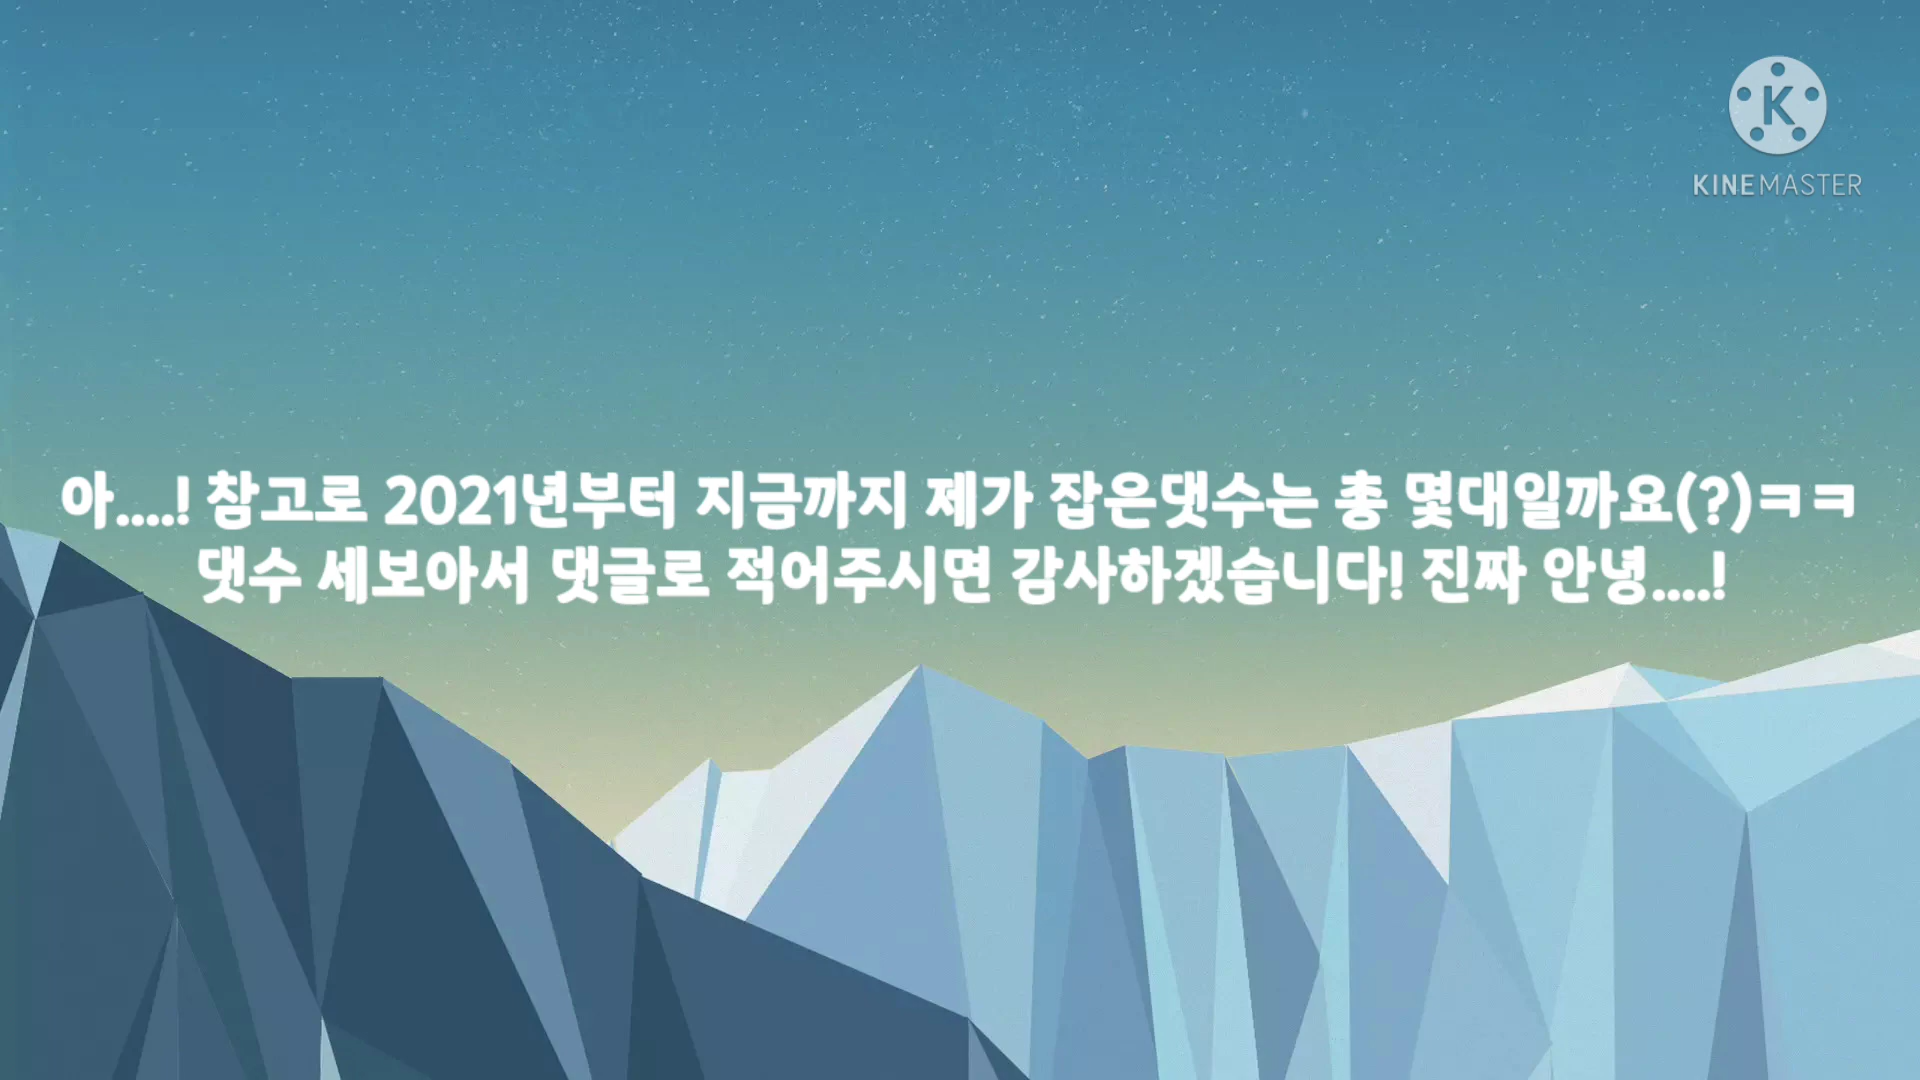 KINEMASTER
아....! 참고로 2021년부터 지금까지 제가 잡은댓수는 총 몇대일까요(?)ㅋㅋ
댓수 세보아서 댓글로 적어주시면 감사하겠습니다! 진짜 안녕....!